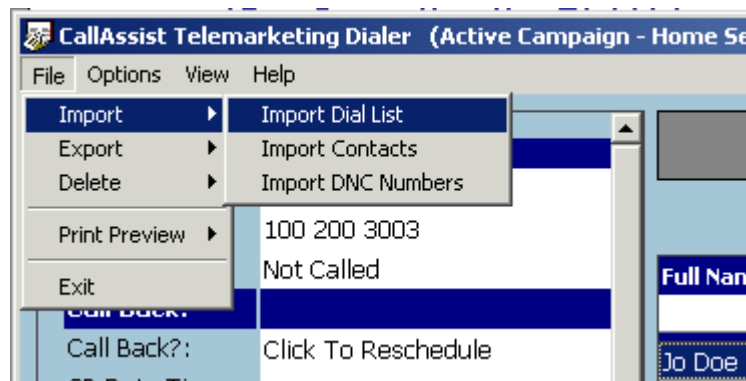 CallAssist Telemarketing Dialer (Active Campaign - Home Se
File Options View Help
Import Import Dial List
Export Import Contacts
Delete Import DNC Numbers
Print Preview 100 200 3003
Not Called
Exit
Full Nan
Call Back:
Call Back?: Click To Reschedule
Jo Doe